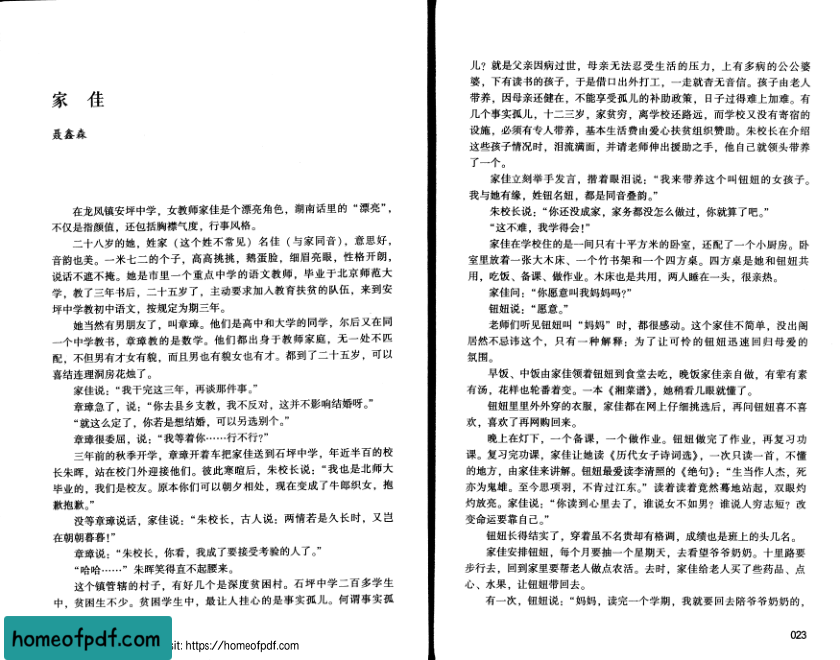 家 佳
聂鑫森
在龙凤镇安坪中学，女教师家佳是个漂亮角色，湖南话里的“漂亮”，
不仅是指颜值，还包括胸襟气度，行事风格。
二十八岁的她，姓家（这个姓不常见）名佳（与家同音），意思好，
音韵也美。一米七二的个子，高高挑挑，鹅蛋脸，细眉亮眼，性格开朗，
说话不遮不掩。她是市里一个重点中学的语文教师，毕业于北京师范大
学，教了三年书后，二十五岁了，主动要求加入教育扶贫的队伍，来到安
坪中学教初中语文，按规定为期三年。
她当然有男朋友了，叫章璋。他们是高中和大学的同学，尔后又在同
一个中学教书，章璋教的是数学。他们都出身于教师家庭，无一处不匹
配，不但男有才女有貌，而且男也有貌女也有才。都到了二十五岁，可以
喜结连理洞房花烛了。
家佳说：“我干完这三年，再谈那件事。”
章璋急了，说：“你去县乡支教，我不反对，这并不影响结婚呀。”
“就这么定了，你若是想结婚，可以另选别个。”
章璋很委屈，说：“我等着你……行不行？”
三年前的秋季开学，章璋开着车把家佳送到石坪中学，年近半百的校
长朱晖，站在校门外迎接他们。彼此寒暄后，朱校长说：“我也是北师大
毕业的，我们是校友。原本你们可以朝夕相处，现在变成了牛郎织女，抱
歉抱歉。”
没等章璋说话，家佳说：“朱校长，古人说：两情若是久长时，又岂
在朝朝暮暮！”
章璋说：“朱校长，你看，我成了要接受考验的人了。”
“哈哈……”朱晖笑得直不起腰来。
这个镇管辖的村子，有好几个是深度贫困村。石坪中学二百多学生
中，贫困生不少。贫困学生中，最让人挂心的是事实孤儿。何谓事实孤
儿？就是父亲因病过世，母亲无法忍受生活的压力，上有多病的公公婆
婆，下有读书的孩子，于是借口出外打工，一走就杳无音信。孩子由老人
带养，因母亲还健在，不能享受孤儿的补助政策，日子过得难上加难。有
几个事实孤儿，十二三岁，家贫穷，离学校还路远，而学校又没有寄宿的
设施，必须有专人带养，基本生活费由爱心扶贫组织赞助。朱校长在介绍
这些孩子情况时，泪流满面，并请老师伸出援助之手，他自己就领头带养
了一个。
家佳立刻举手发言，揩着眼泪说：“我来带养这个叫钮妞的女孩子。
我与她有缘，姓钮名妞，都是同音叠韵。”
朱校长说：“你还没成家，家务都没怎么做过，你就算了吧。”
“这不难，我学得会！”
家佳在学校住的是一间只有十平方米的卧室，还配了一个小厨房。卧
室里放着一张大木床、一个竹书架和一个四方桌。四方桌是她和钮妞共
用，吃饭、备课、做作业。木床也是共用，两人睡在一头，很亲热。
家佳问：“你愿意叫我妈妈吗？”
钮妞说：“愿意。”
老师们听见钮妞叫“妈妈”时，都很感动。这个家佳不简单，没出阁
居然不忌讳这个，只有一种解释：为了让可怜的钮妞迅速回归母爱的
氛围。
早饭、中饭由家佳领着钮妞到食堂去吃，晚饭家佳亲自做，有荤有素
有汤，花样也轮番着变。一本《湘菜谱》，她稍看几眼就懂了。
钮妞里里外外穿的衣服，家佳都在网上仔细挑选后，再问钮妞喜不喜
欢，喜欢了再网购回来。
晚上在灯下，一个备课，一个做作业。钮妞做完了作业，再复习功
课。复习完功课，家佳让她读《历代女子诗词选》，一次只读一首，不懂
的地方，由家佳来讲解。钮妞最爱读李清照的《绝句》：“生当作人杰，死
亦为鬼雄。至今思项羽，不肯过江东。”读着读着竟然蓦地站起，双眼灼
灼放亮。家佳说：“你读到心里去了，谁说女不如男？谁说人穷志短？改
变命运要靠自己。”
钮妞长得结实了，穿着虽不名贵却有格调，成绩也是班上的头几名。
家佳安排钮妞，每个月要抽一个星期天，去看望爷爷奶奶。十里路要
步行去，回到家里要帮老人做点农活。去时，家佳给老人买了些药品、点
心、水果，让钮妞带回去。
有一次，钮妞说：“妈妈，读完一个学期，我就要回去陪爷爷奶奶的，
023
homeofpdf.com
sit: https://homeofpdf.com